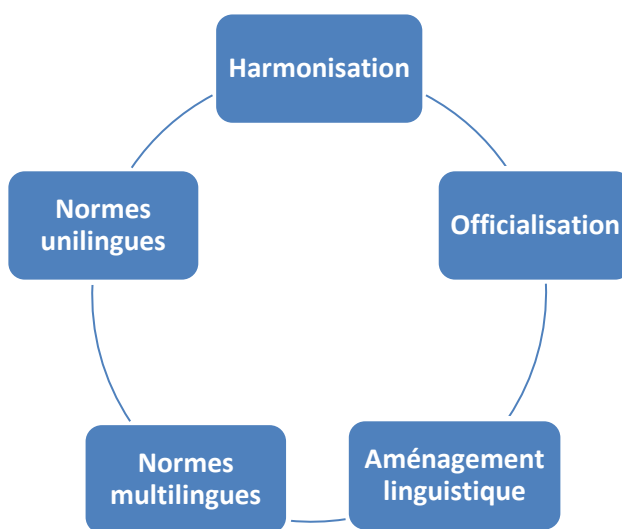 Harmonisation
Officialisation
Aménagement
linguistique
Normes
multilingues
Normes
unilingues